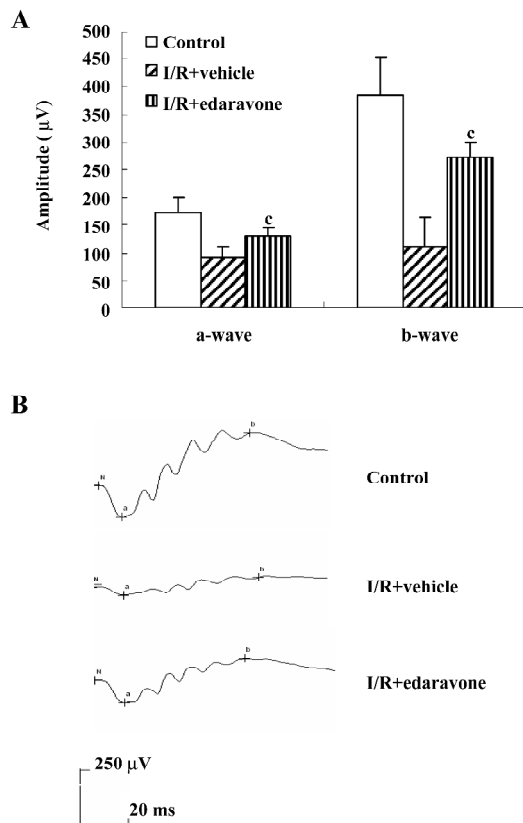 A
500
450
400
350
300
250
200
150
100
50
0
Amplitude ( μV)
Control
I/R+vehicle
I/R+edaravone
c
c
a-wave
b-wave
B
N
a
b
Control
N
a
b
I/R+vehicle
N
a
b
I/R+edaravone
250 μV
20 ms